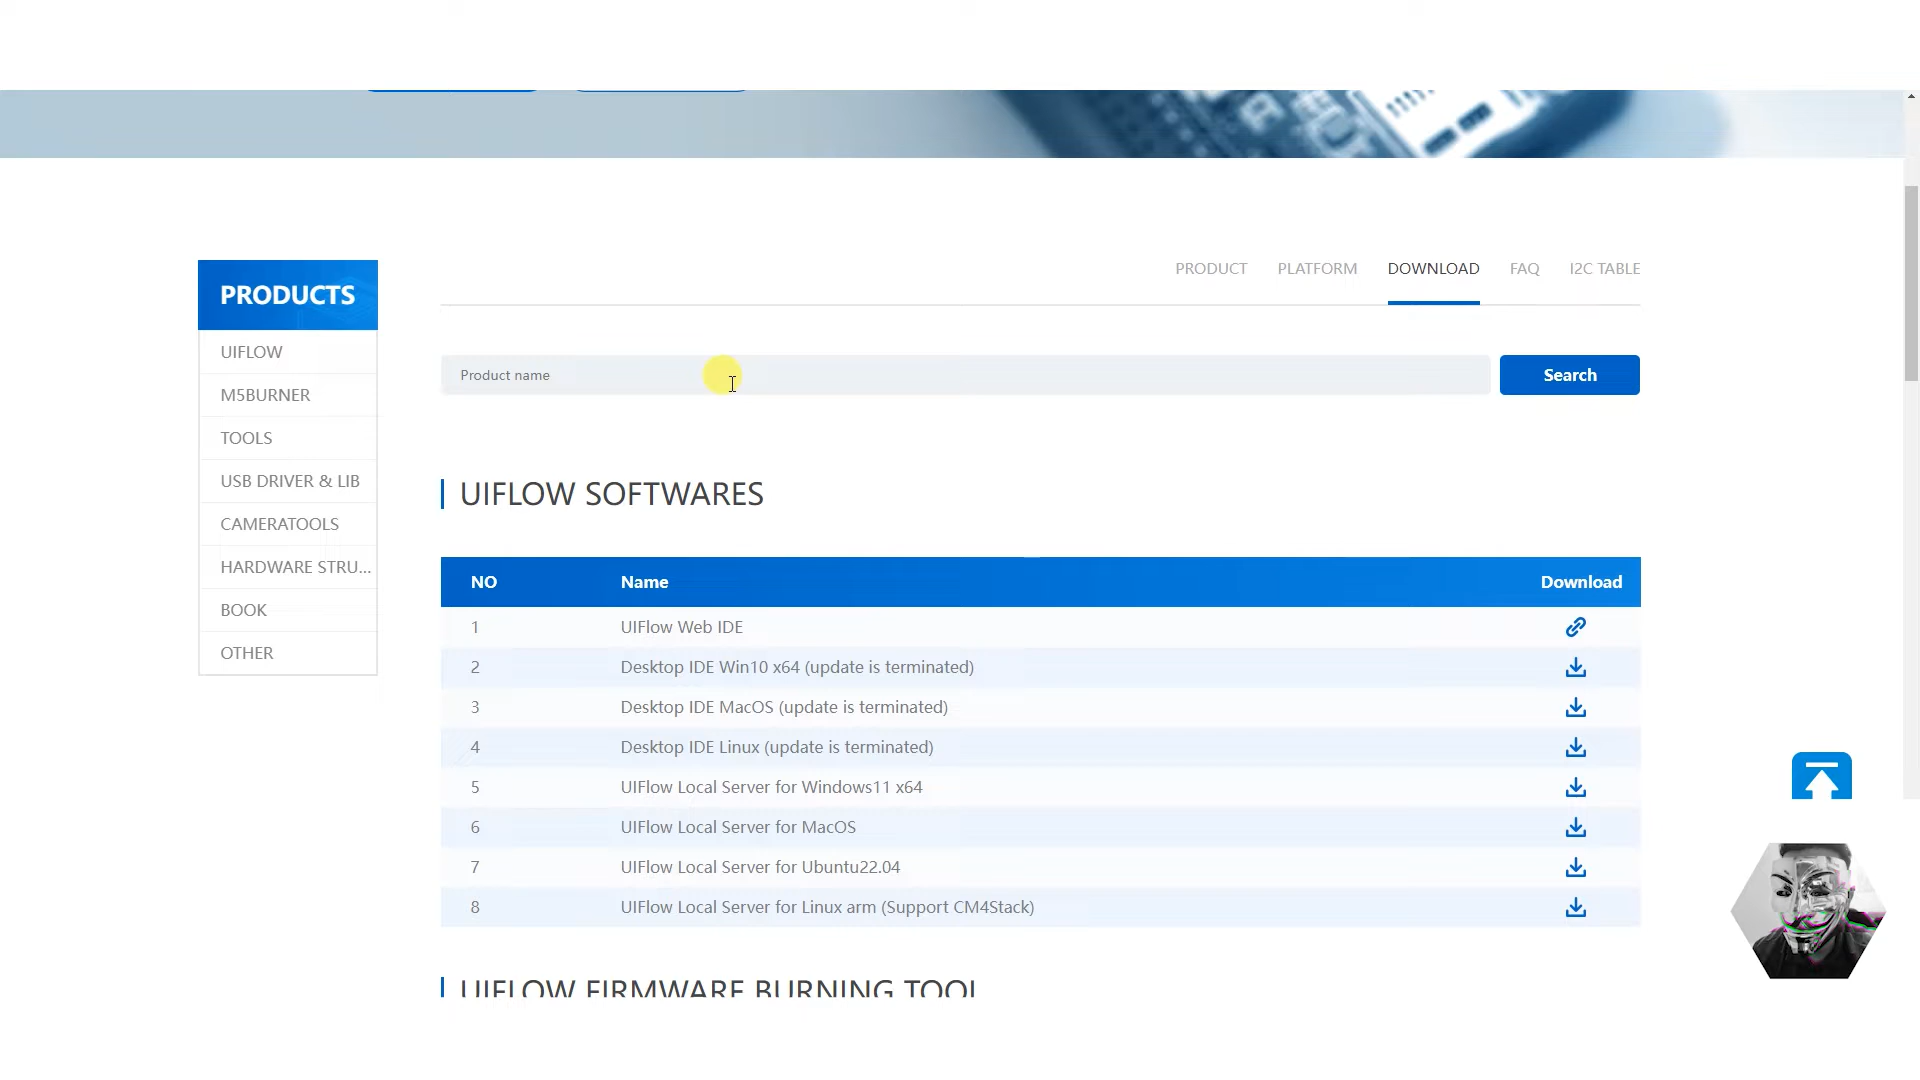 PRODUCT PLATFORM DOWNLOAD FAQ I2C TABLE
PRODUCTS
UIFLOW
M5BURNER
TOOLS
USB DRIVER & LIB
CAMERATOOLS
HARDWARE STRU...
BOOK
OTHER
Product name Search
UIFLOW SOFTWARES
NO Name Download
1 UIFlow Web IDE
2 Desktop IDE Win10 x64 (update is terminated)
3 Desktop IDE MacOS (update is terminated)
4 Desktop IDE Linux (update is terminated)
5 UIFlow Local Server for Windows11 x64
6 UIFlow Local Server for MacOS
7 UIFlow Local Server for Ubuntu22.04
8 UIFlow Local Server for Linux arm (Support CM4Stack)
UIFLOW FIRMWARE BURNING TOOL